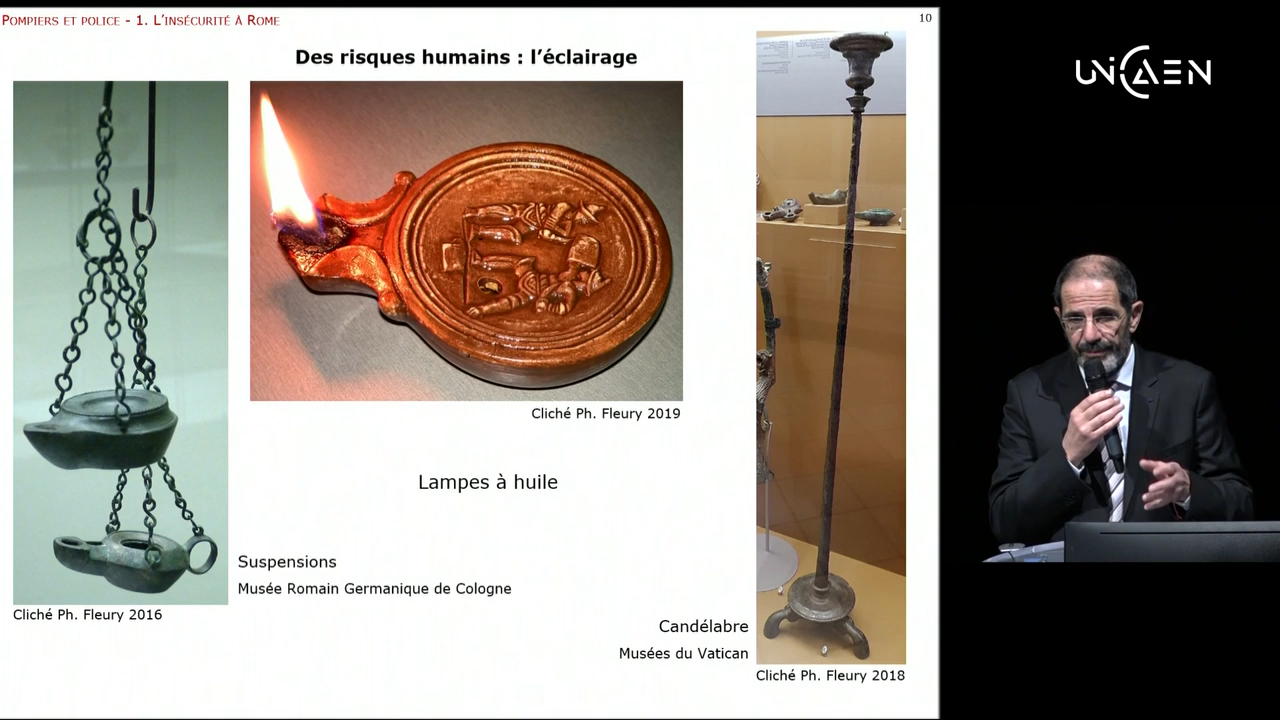 Pompiers et police - 1. L'insécurité à Rome
10
Des risques humains : l'éclairage
Cliché Ph. Fleury 2019
Lampes à huile
Suspensions
Musée Romain Germanique de Cologne
Cliché Ph. Fleury 2016
Candélabre
Musées du Vatican
Cliché Ph. Fleury 2018
UNICAEN